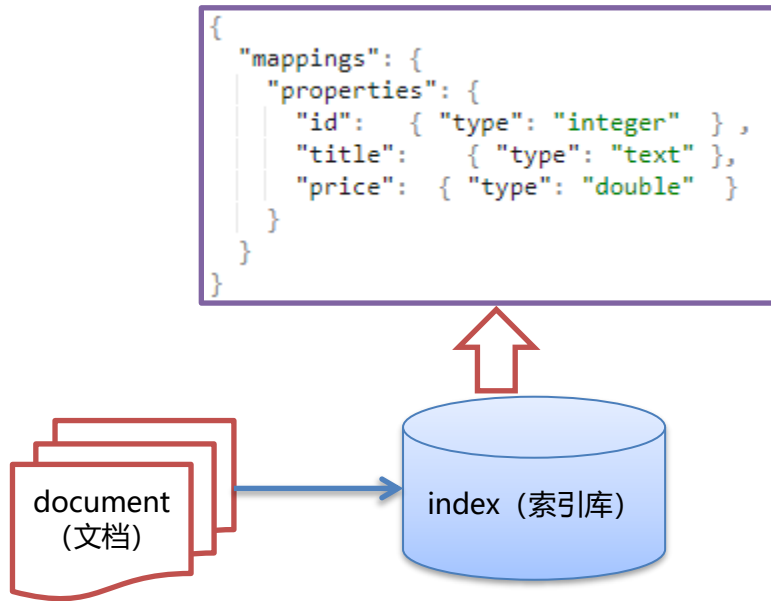 {
  "mappings": {
    "properties": {
      "id":   { "type": "integer"  } ,
      "title":    { "type": "text" },
      "price":  { "type": "double"  }
    }
  }
}
document
（文档）
index（索引库）